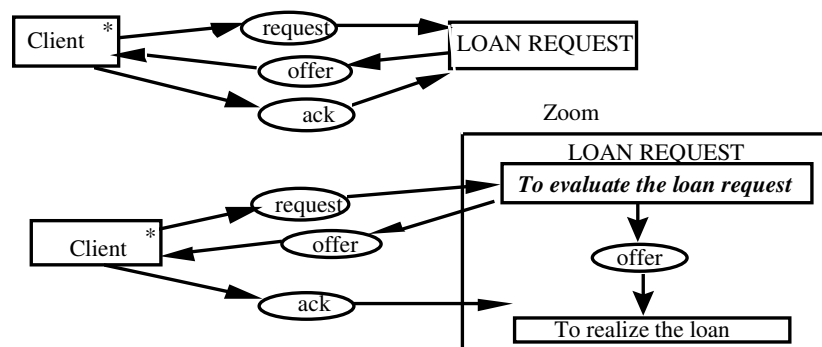 request
Client *
LOAN REQUEST
offer
ack
Zoom
LOAN REQUEST
To evaluate the loan request
request
Client *
offer
offer
ack
To realize the loan